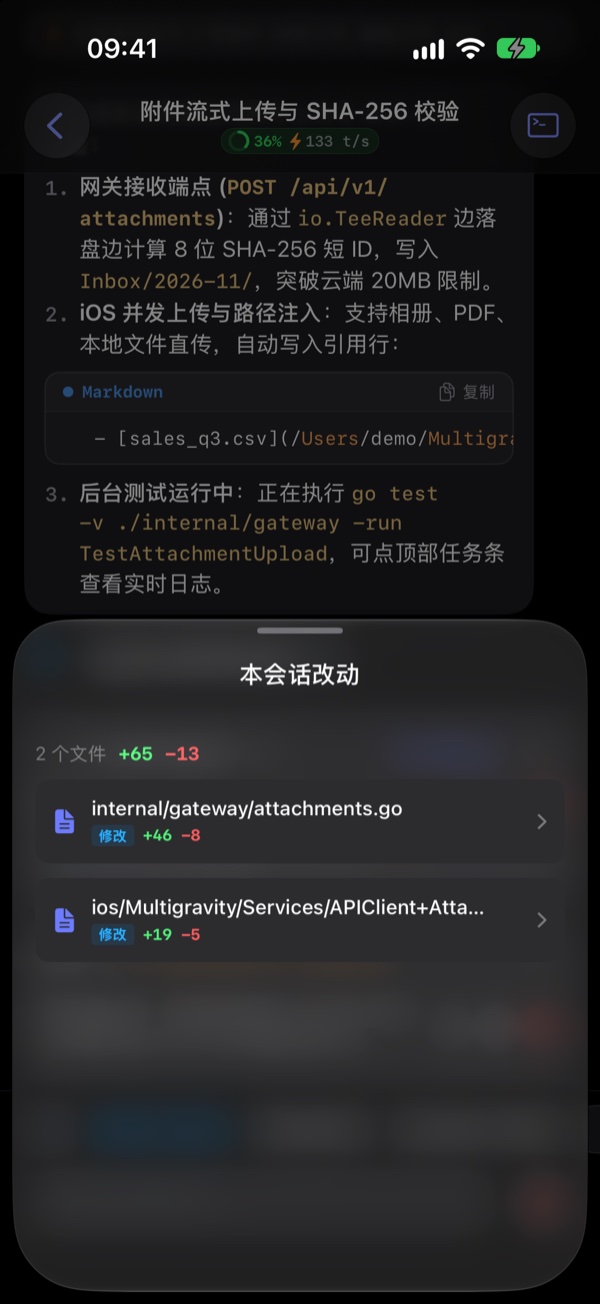 09:41
附件流式上传与 SHA-256 校验
36% 133 t/s
1. 网关接收端点 (POST /api/v1/
attachments)：通过 io.TeeReader 边落
盘边计算 8 位 SHA-256 短 ID，写入
Inbox/2026-11/，突破云端 20MB 限制。
2. iOS 并发上传与路径注入：支持相册、PDF、
本地文件直传，自动写入引用行：
Markdown 复制
- [sales_q3.csv](/Users/demo/Multigra
3. 后台测试运行中：正在执行 go test
-v ./internal/gateway -run
TestAttachmentUpload，可点顶部任务条
查看实时日志。
本会话改动
2 个文件 +65 -13
internal/gateway/attachments.go
修改 +46 -8
ios/Multigravity/Services/APIClient+Atta...
修改 +19 -5